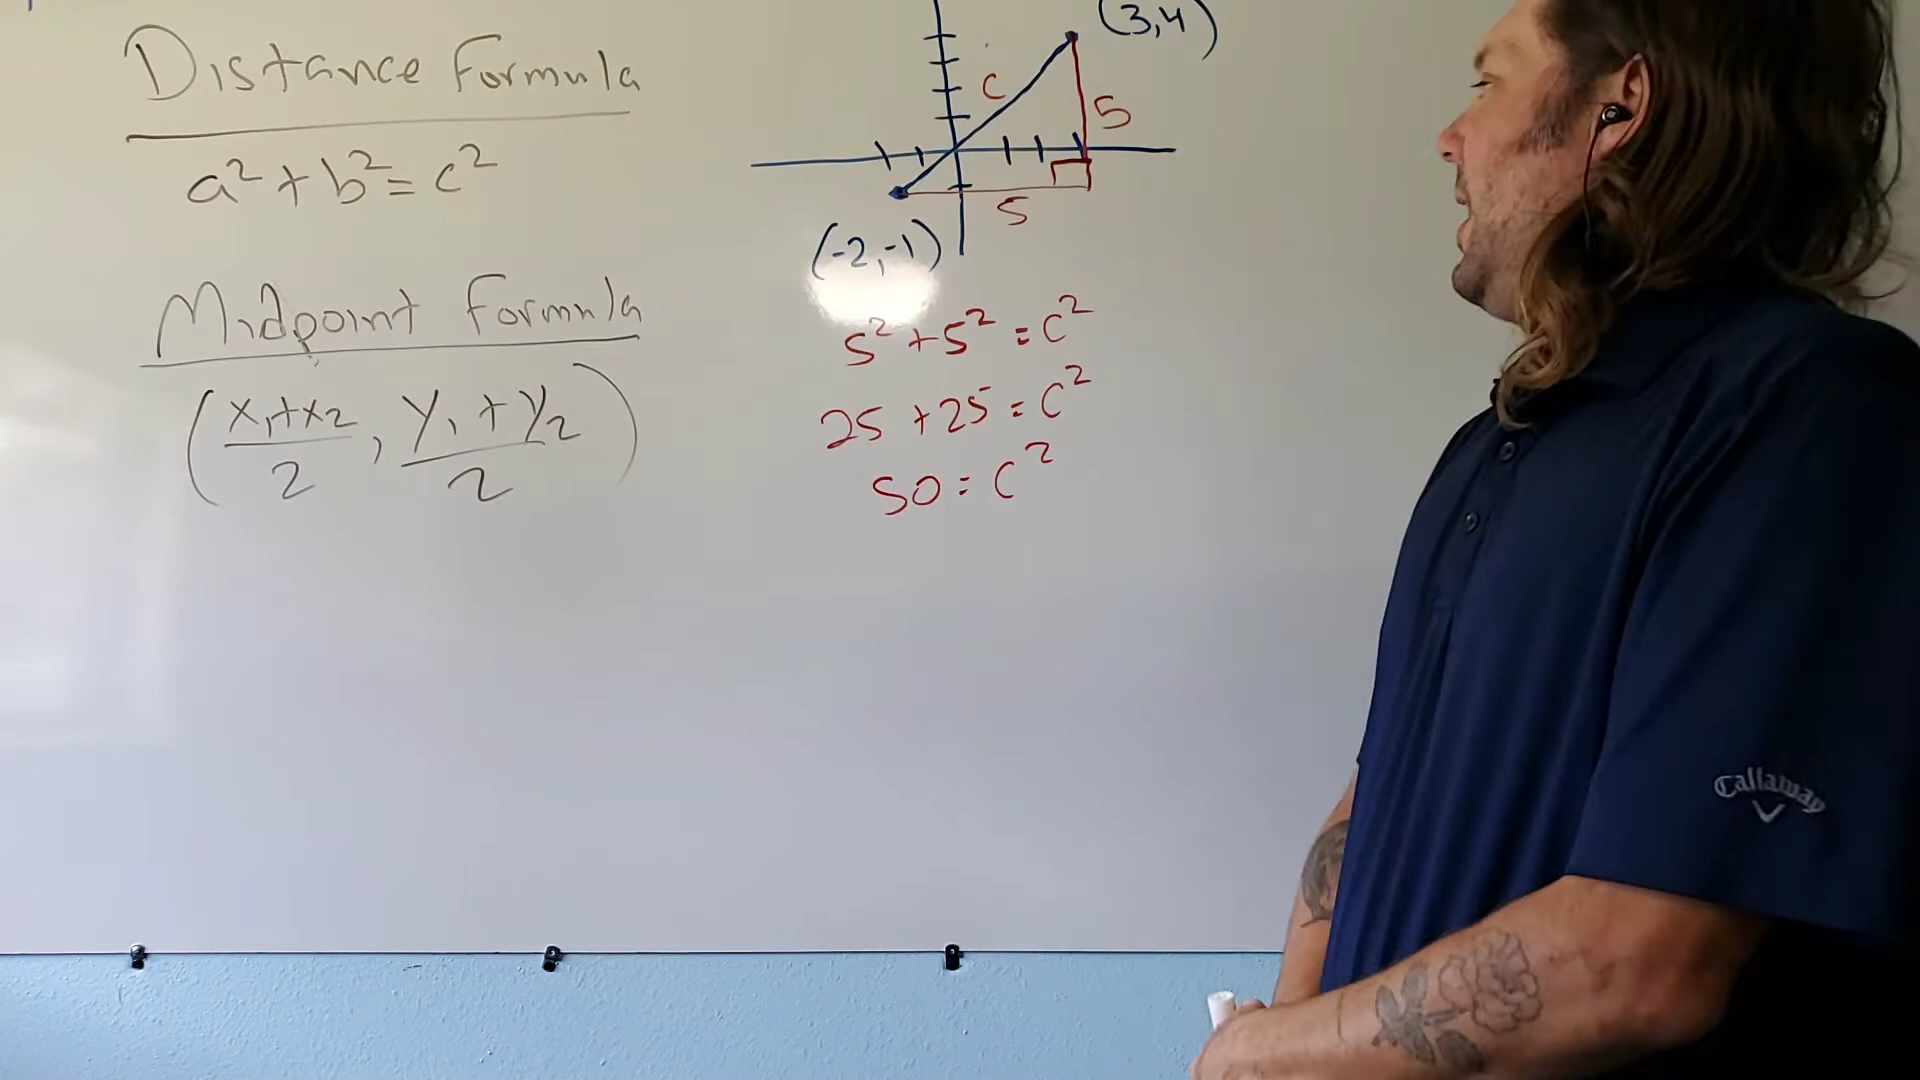 Distance Formula
a² + b² = c²
Midpoint Formula
(x₁+x₂/2, y₁+y₂/2)
(3,4)
c
5
5
(-2,-1)
5² + 5² = c²
25 + 25 = c²
50 = c²
Callaway